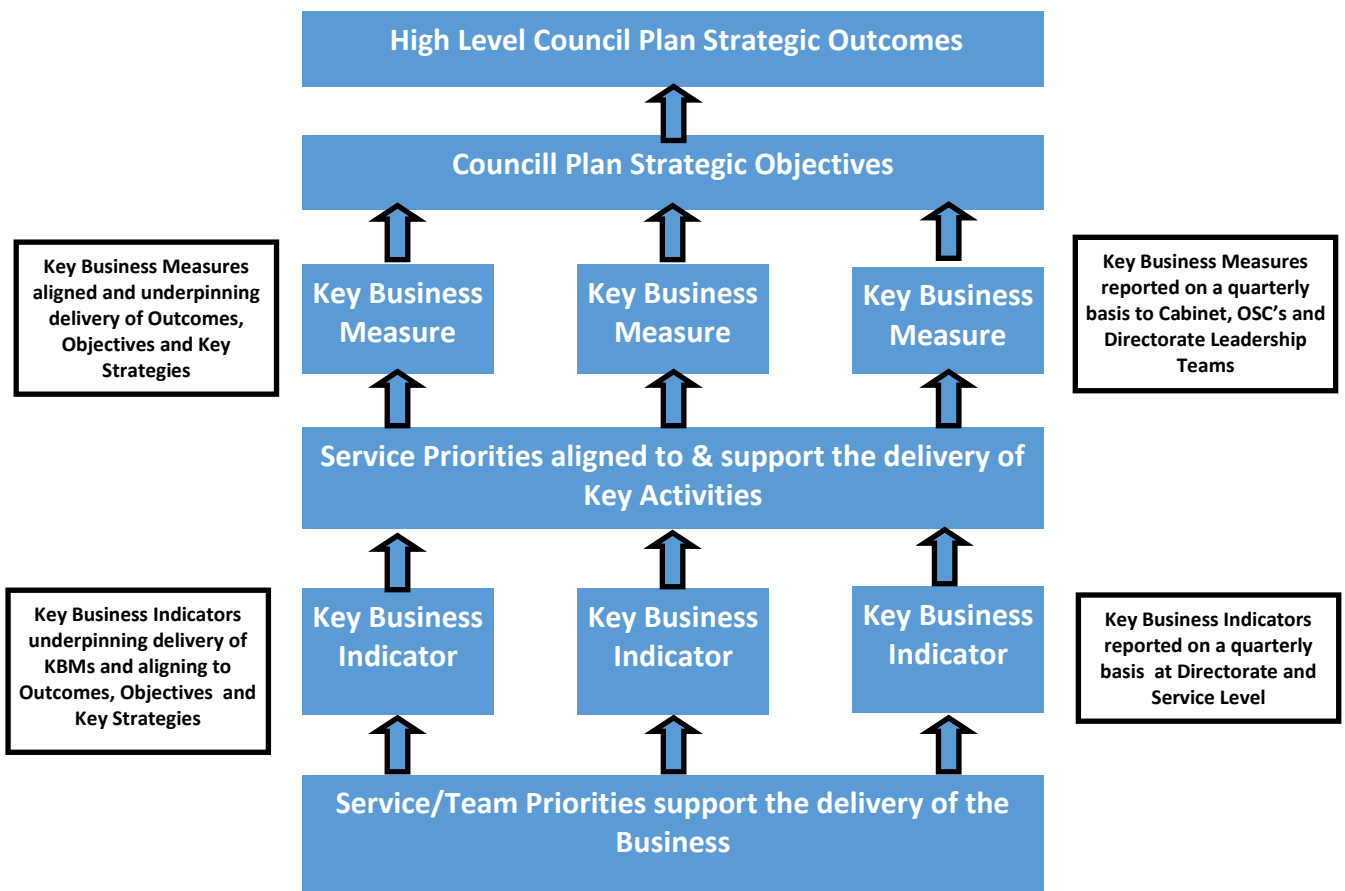 High Level Council Plan Strategic Outcomes
Councill Plan Strategic Objectives
Key Business Measures
aligned and underpinning
delivery of Outcomes,
Objectives and Key
Strategies
Key Business
Measure
Key Business
Measure
Key Business
Measure
Key Business Measures
reported on a quarterly
basis to Cabinet, OSC’s and
Directorate Leadership
Teams
Service Priorities aligned to & support the delivery of
Key Activities
Key Business Indicators
underpinning delivery of
KBMs and aligning to
Outcomes, Objectives and
Key Strategies
Key Business
Indicator
Key Business
Indicator
Key Business
Indicator
Key Business Indicators
reported on a quarterly
basis at Directorate and
Service Level
Service/Team Priorities support the delivery of the
Business